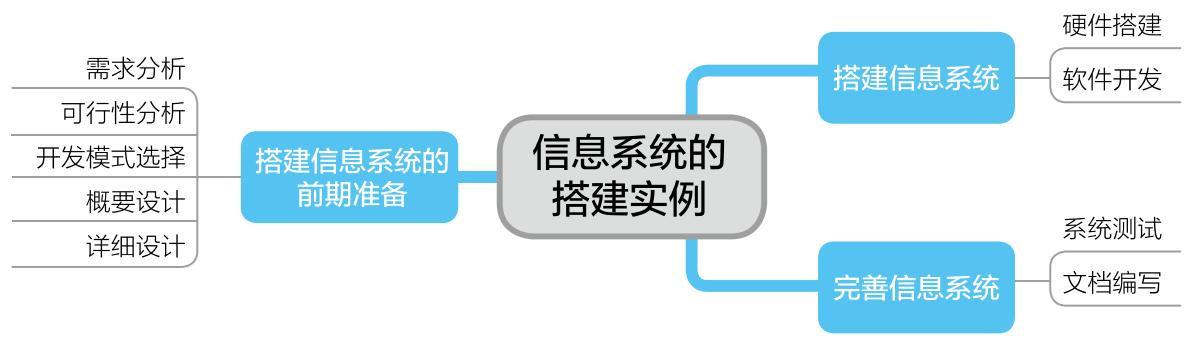 信息系统的
搭建实例
搭建信息系统的
前期准备
需求分析
可行性分析
开发模式选择
概要设计
详细设计
搭建信息系统
硬件搭建
软件开发
完善信息系统
系统测试
文档编写